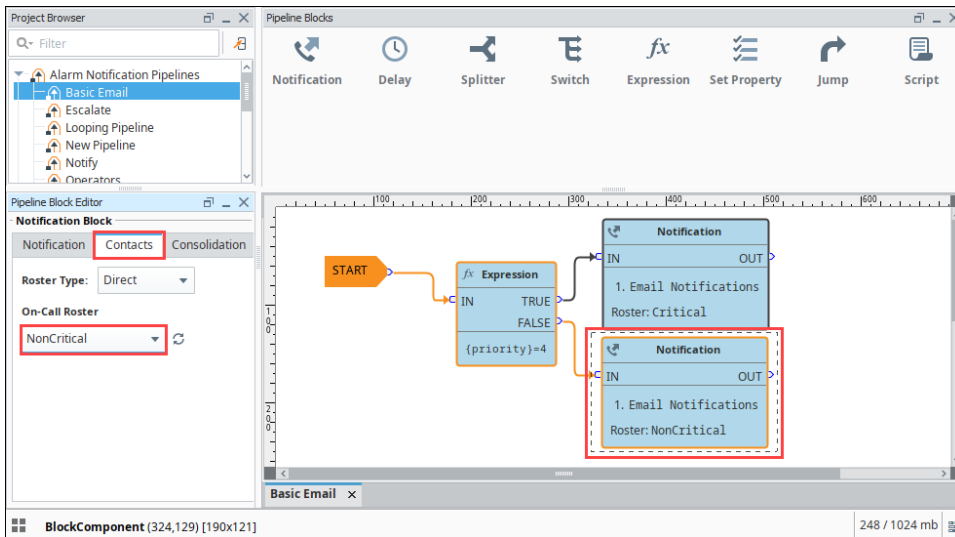 Project Browser
Filter
Alarm Notification Pipelines
Basic Email
Escalate
Looping Pipeline
New Pipeline
Notify
Operators
Pipeline Blocks
Notification Delay Splitter Switch Expression Set Property Jump Script
Pipeline Block Editor
Notification Block
Notification Contacts Consolidation
Roster Type: Direct
On-Call Roster
NonCritical
100 200 300 400 500 600
100
200
START
fx Expression
IN TRUE
FALSE
{priority}=4
Notification
IN OUT
1. Email Notifications
Roster: Critical
Notification
IN OUT
1. Email Notifications
Roster: NonCritical
Basic Email
BlockComponent (324,129) [190x121]
248 / 1024 mb